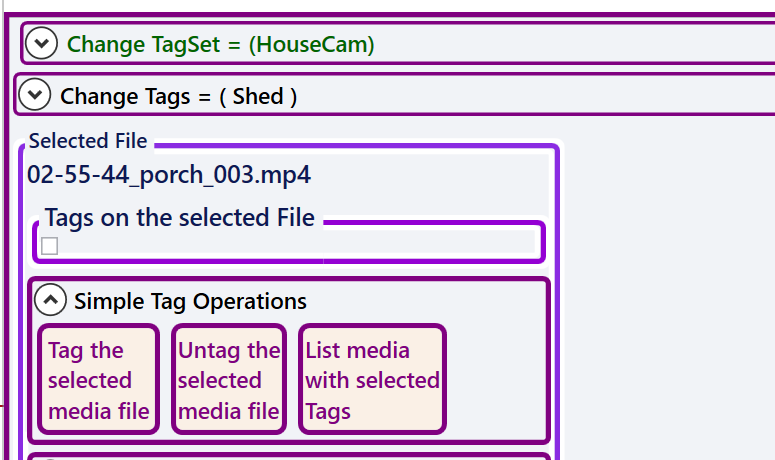 Change TagSet = (HouseCam)
Change Tags = ( Shed )
Selected File
02-55-44_porch_003.mp4
Tags on the selected File
Simple Tag Operations
Tag the
selected
media file
Untag the
selected
media file
List media
with selected
Tags